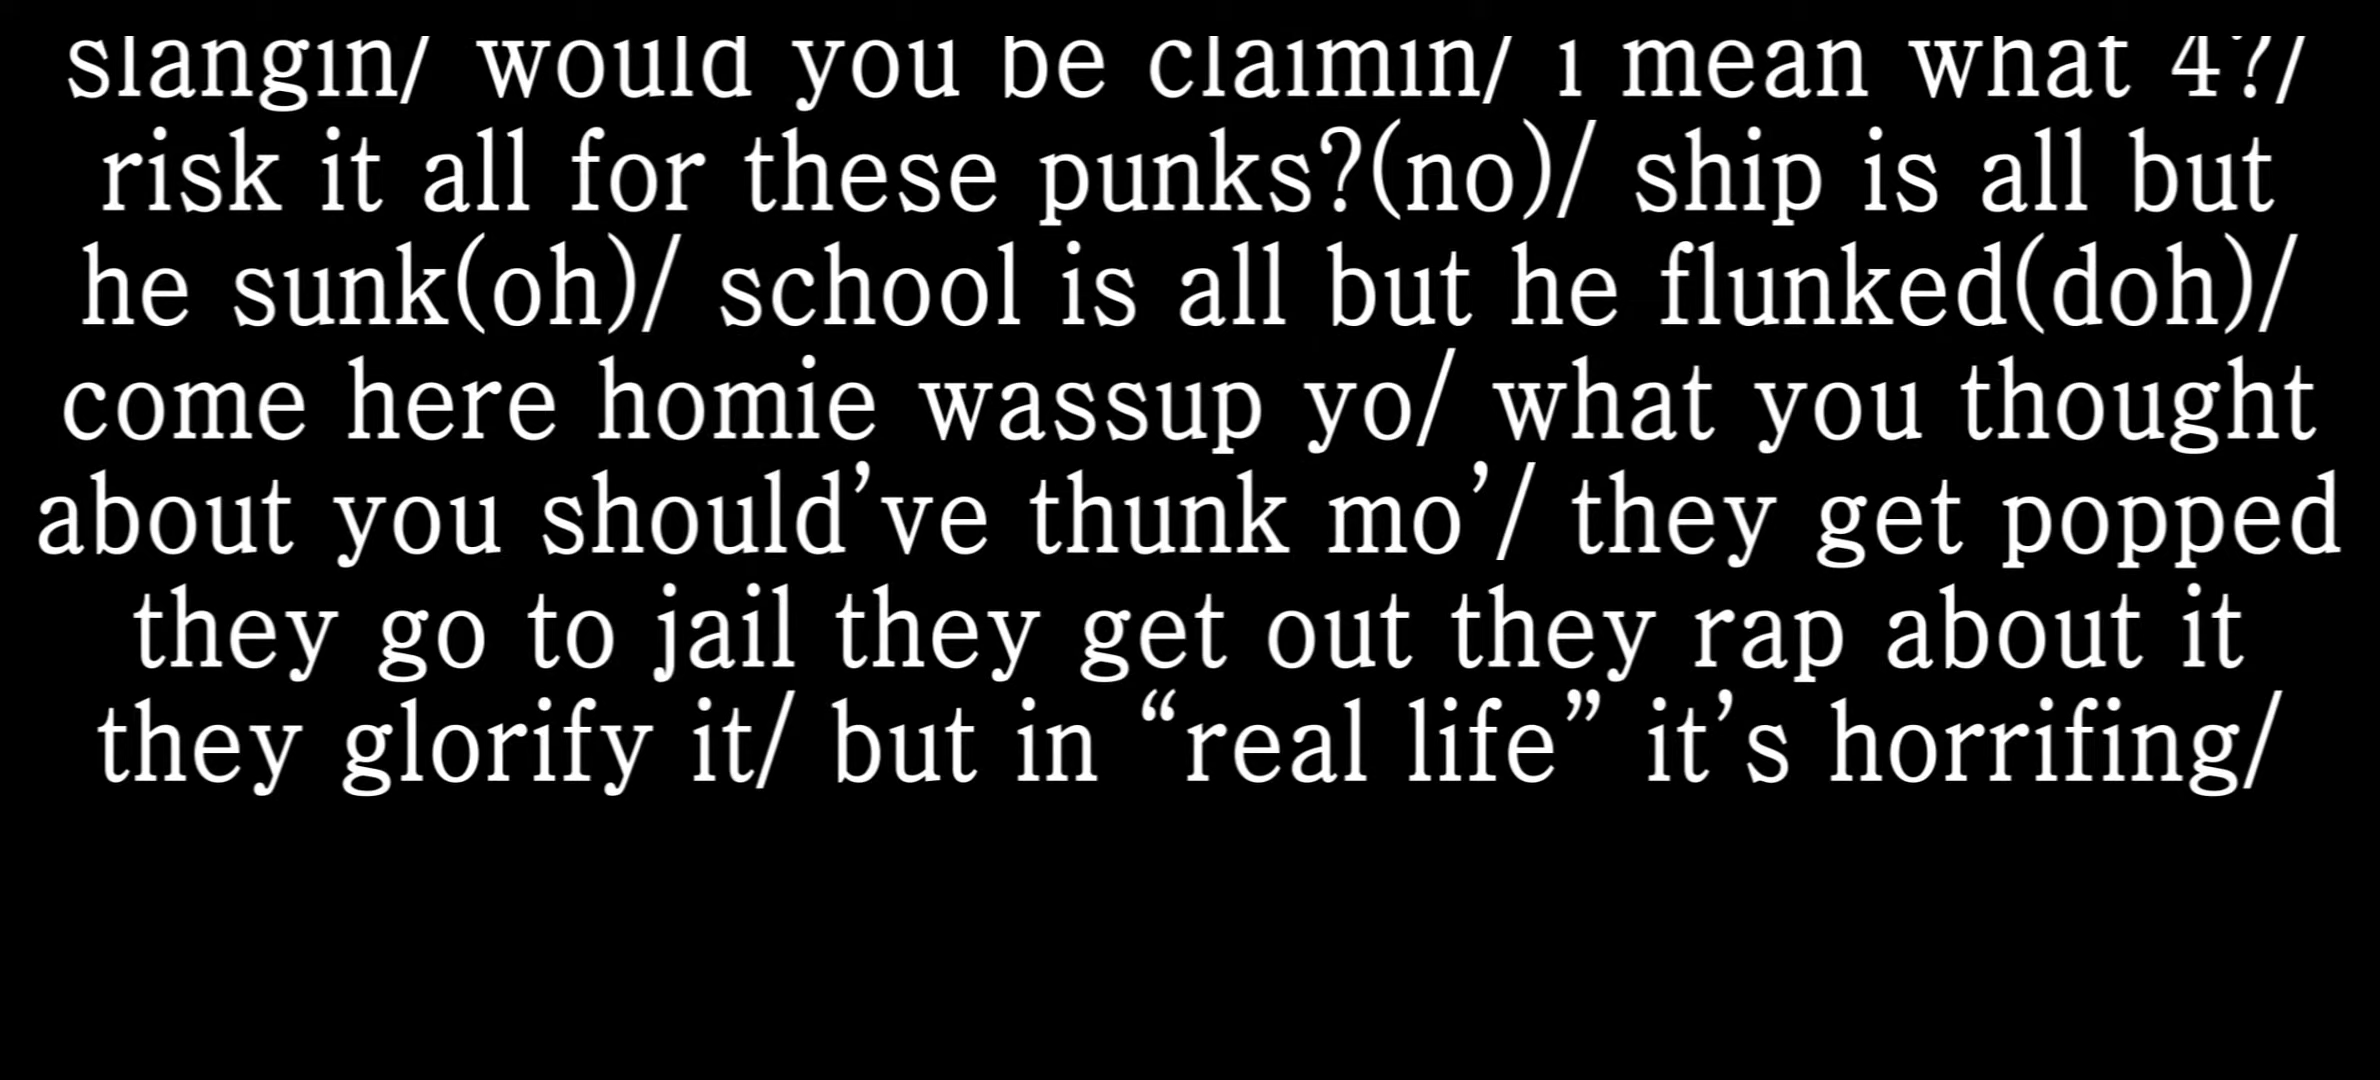 slangin/ would you be claimin/ i mean what 4?/
risk it all for these punks?(no)/ ship is all but
he sunk(oh)/ school is all but he flunked(doh)/
come here homie wassup yo/ what you thought
about you should’ve thunk mo’/ they get popped
they go to jail they get out they rap about it
they glorify it/ but in “real life” it’s horrifing/